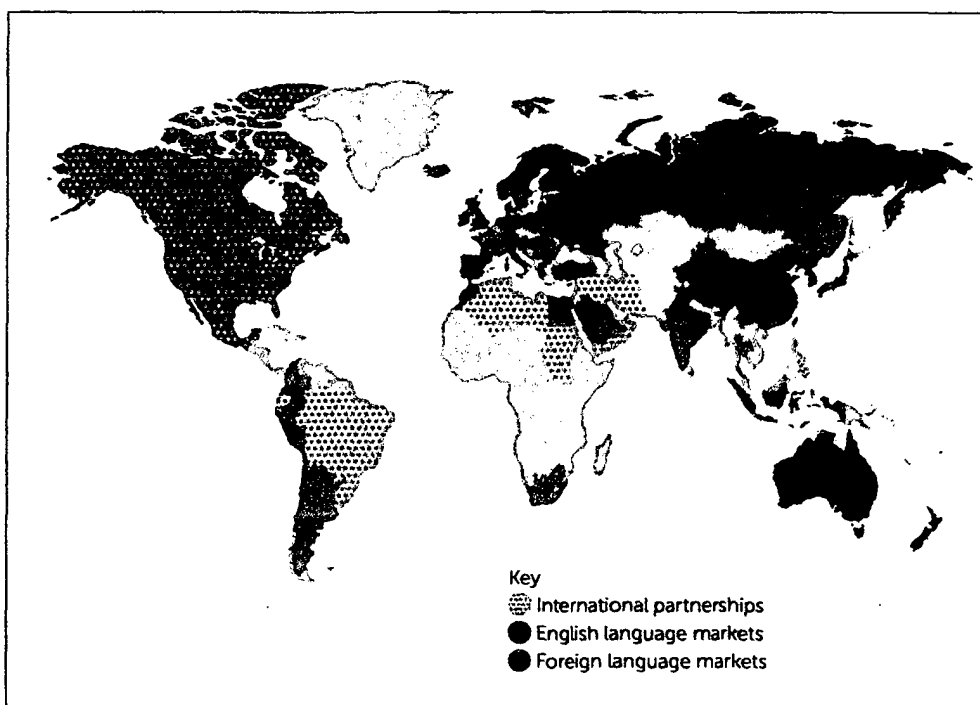 Key
International partnerships
English language markets
Foreign language markets